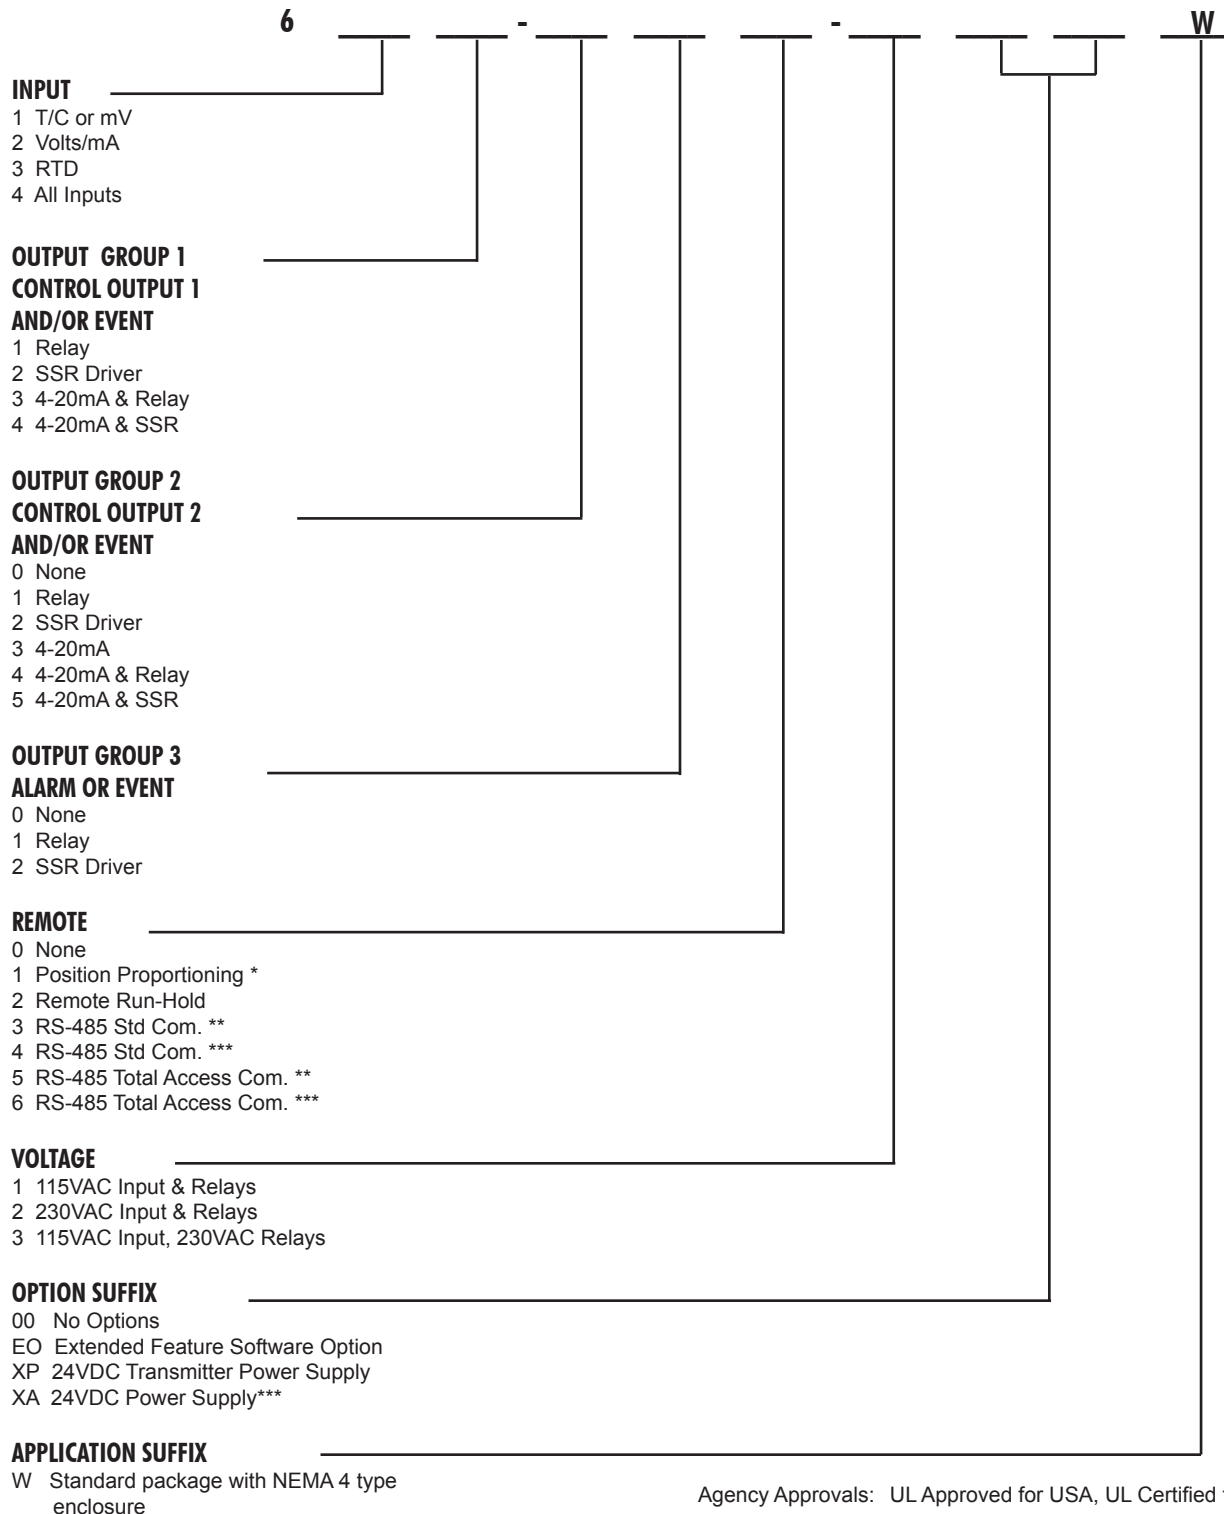 6 - - W
INPUT
1 T/C or mV
2 Volts/mA
3 RTD
4 All Inputs
OUTPUT GROUP 1
CONTROL OUTPUT 1
AND/OR EVENT
1 Relay
2 SSR Driver
3 4-20mA & Relay
4 4-20mA & SSR
OUTPUT GROUP 2
CONTROL OUTPUT 2
AND/OR EVENT
0 None
1 Relay
2 SSR Driver
3 4-20mA
4 4-20mA & Relay
5 4-20mA & SSR
OUTPUT GROUP 3
ALARM OR EVENT
0 None
1 Relay
2 SSR Driver
REMOTE
0 None
1 Position Proportioning *
2 Remote Run-Hold
3 RS-485 Std Com. **
4 RS-485 Std Com. ***
5 RS-485 Total Access Com. **
6 RS-485 Total Access Com. ***
VOLTAGE
1 115VAC Input & Relays
2 230VAC Input & Relays
3 115VAC Input, 230VAC Relays
OPTION SUFFIX
00 No Options
EO Extended Feature Software Option
XP 24VDC Transmitter Power Supply
XA 24VDC Power Supply***
APPLICATION SUFFIX
W Standard package with NEMA 4 type
enclosure
Agency Approvals: UL Approved for USA, UL Certified